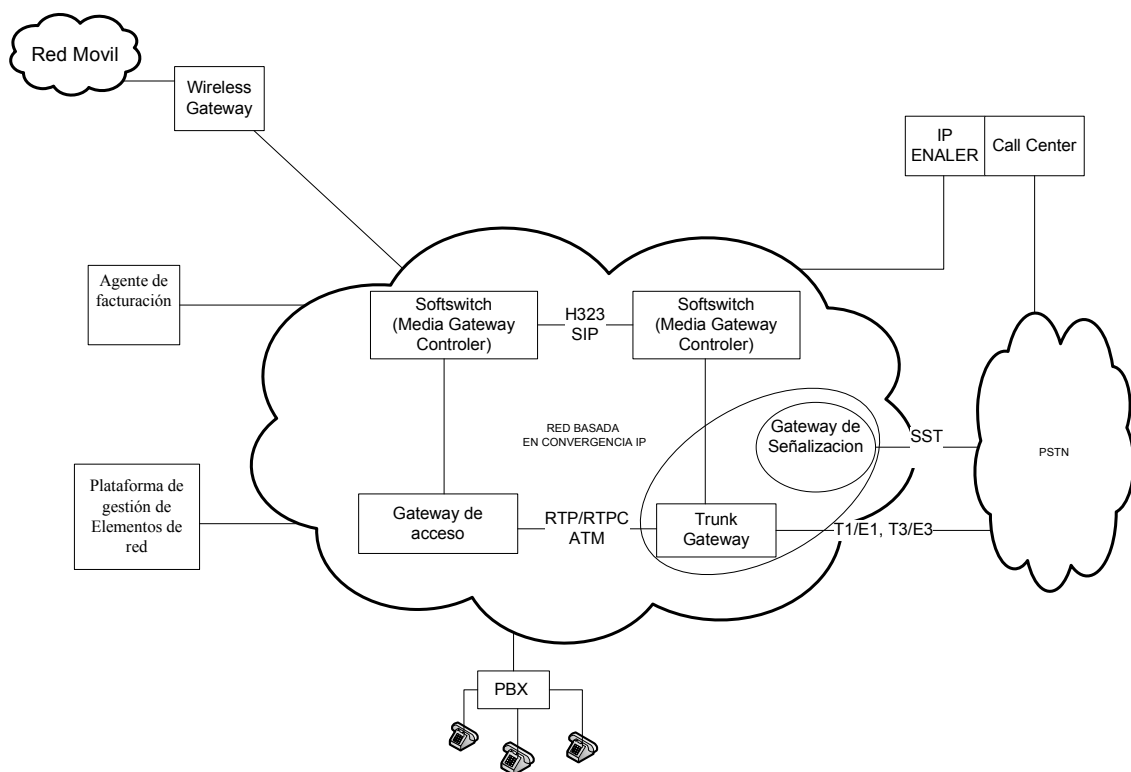 Red Movil
Wireless
Gateway
IP
ENALER
Call Center
Agente de
facturación
Softswitch
(Media Gateway
Controler)
H323
SIP
Softswitch
(Media Gateway
Controler)
RED BASADA
EN CONVERGENCIA IP
Gateway de
Señalizacion
SST
PSTN
Plataforma de
gestión de
Elementos de
red
Gateway de
acceso
RTP/RTPC
ATM
Trunk
Gateway
T1/E1, T3/E3
PBX